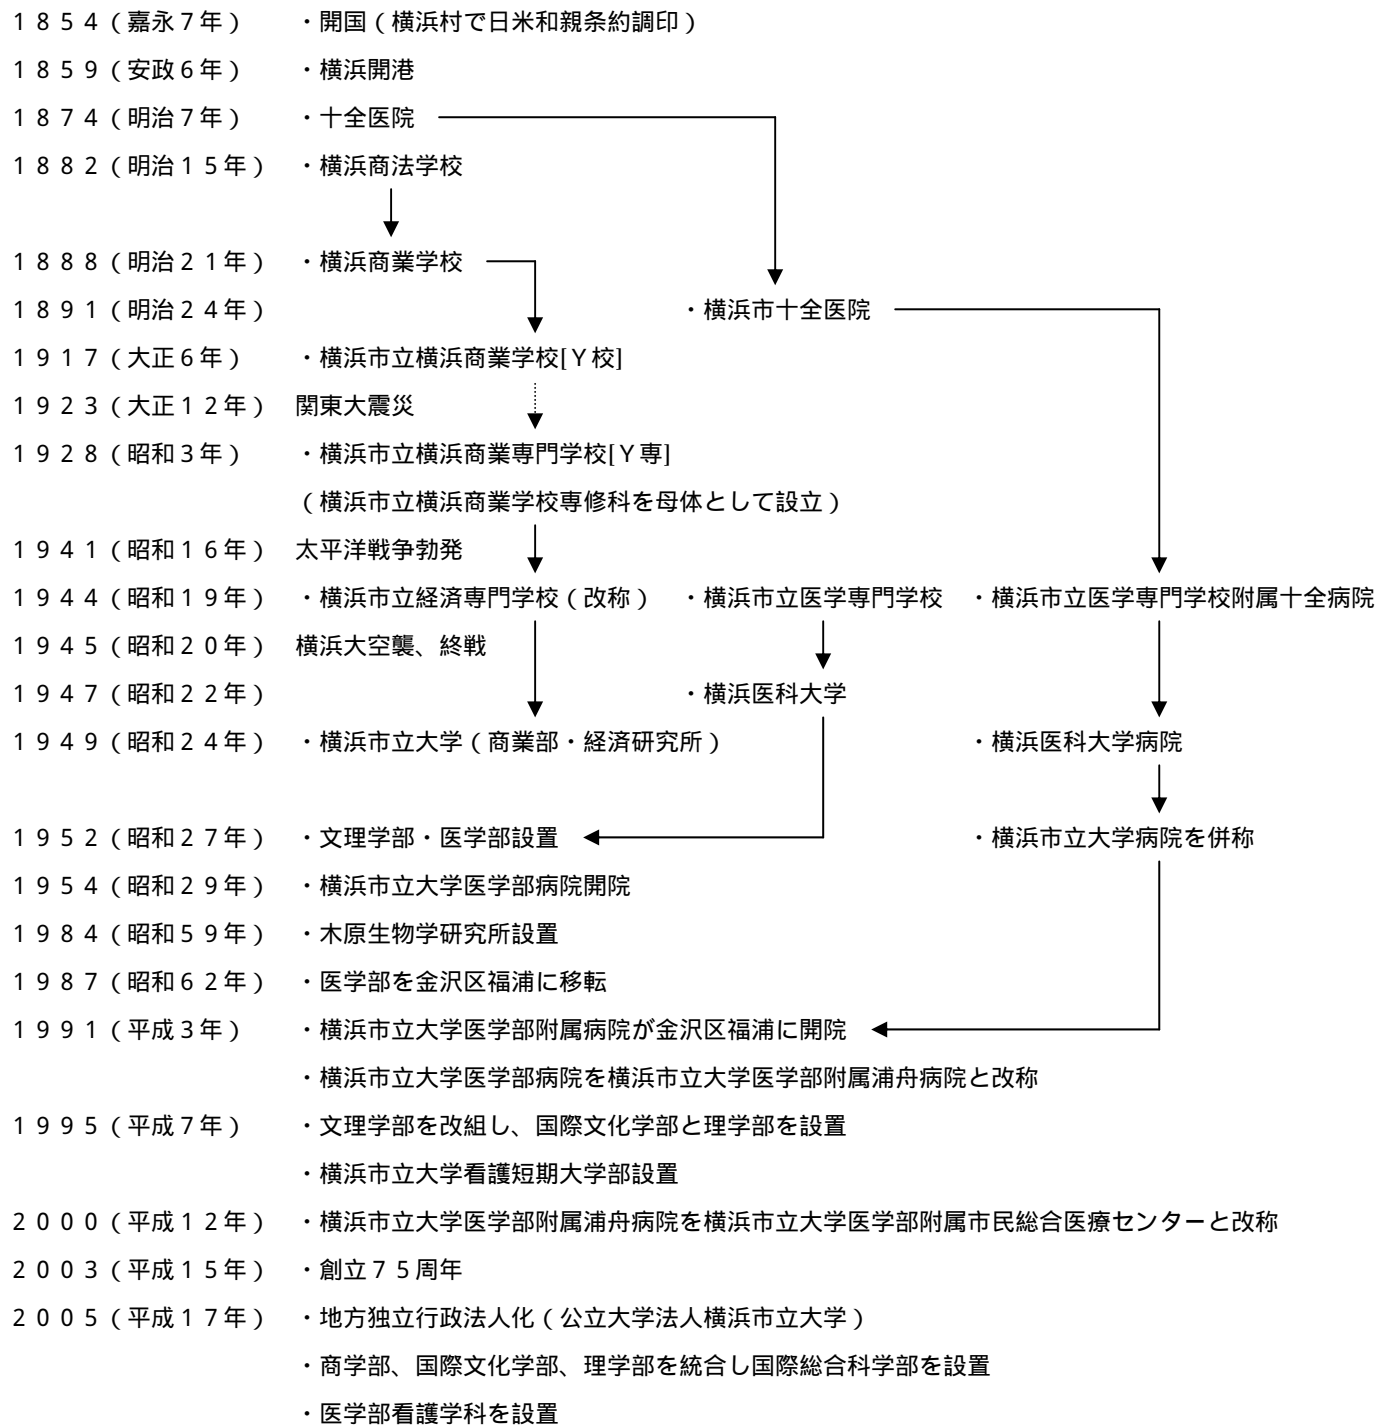 １８５４（嘉永７年） ・開国（横浜村で日米和親条約調印）
１８５９（安政６年） ・横浜開港
１８７４（明治７年） ・十全医院
１８８２（明治１５年） ・横浜商法学校
１８８８（明治２１年） ・横浜商業学校
１８９１（明治２４年） ・横浜市十全医院
１９１７（大正６年） ・横浜市立横浜商業学校[Ｙ校]
１９２３（大正１２年） 関東大震災
１９２８（昭和３年） ・横浜市立横浜商業専門学校[Ｙ専]
（横浜市立横浜商業学校専修科を母体として設立）
１９４１（昭和１６年） 太平洋戦争勃発
１９４４（昭和１９年） ・横浜市立経済専門学校（改称） ・横浜市立医学専門学校 ・横浜市立医学専門学校附属十全病院
１９４５（昭和２０年） 横浜大空襲、終戦
１９４７（昭和２２年） ・横浜医科大学
１９４９（昭和２４年） ・横浜市立大学（商業部・経済研究所） ・横浜医科大学病院
１９５２（昭和２７年） ・文理学部・医学部設置 ・横浜市立大学病院を併称
１９５４（昭和２９年） ・横浜市立大学医学部病院開院
１９８４（昭和５９年） ・木原生物学研究所設置
１９８７（昭和６２年） ・医学部を金沢区福浦に移転
１９９１（平成３年） ・横浜市立大学医学部附属病院が金沢区福浦に開院
・横浜市立大学医学部病院を横浜市立大学医学部附属浦舟病院と改称
１９９５（平成７年） ・文理学部を改組し、国際文化学部と理学部を設置
・横浜市立大学看護短期大学部設置
２０００（平成１２年） ・横浜市立大学医学部附属浦舟病院を横浜市立大学医学部附属市民総合医療センターと改称
２００３（平成１５年） ・創立７５周年
２００５（平成１７年） ・地方独立行政法人化（公立大学法人横浜市立大学）
・商学部、国際文化学部、理学部を統合し国際総合科学部を設置
・医学部看護学科を設置